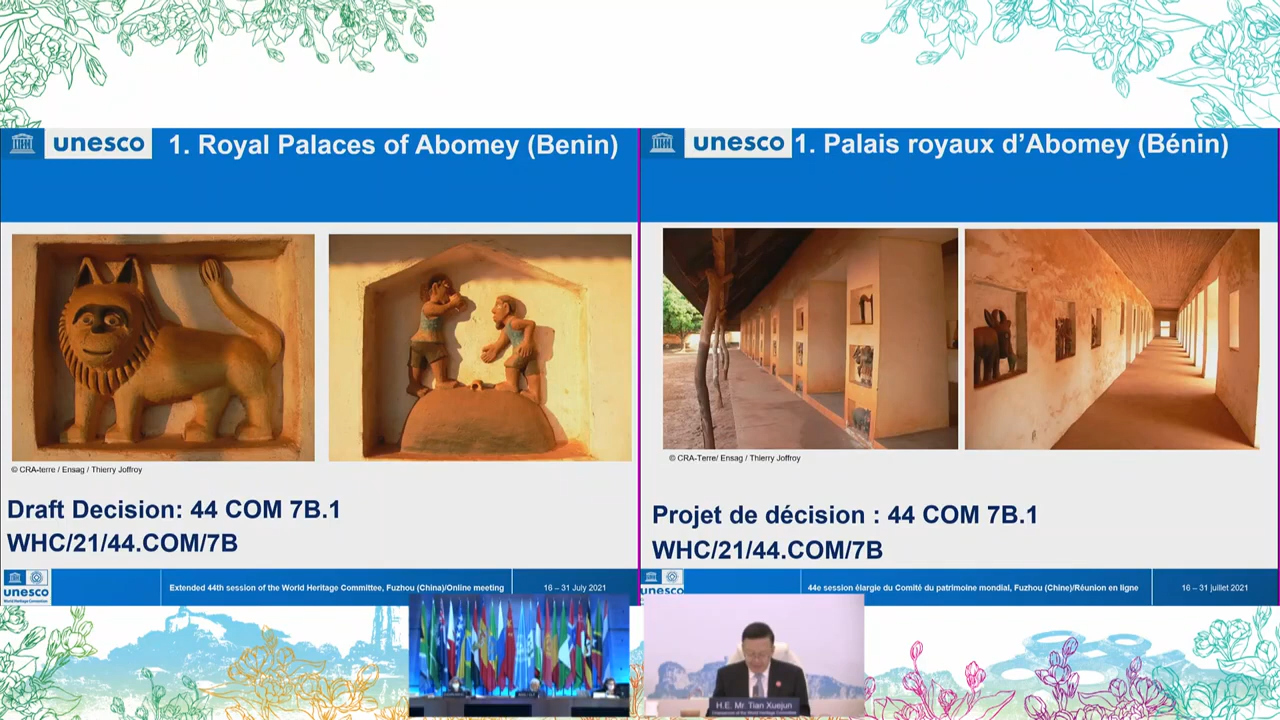 unesco
1. Royal Palaces of Abomey (Benin)
© CRA-terre / Ensag / Thierry Joffroy
Draft Decision: 44 COM 7B.1
WHC/21/44.COM/7B
unesco
Extended 44th session of the World Heritage Committee, Fuzhou (China)/Online meeting
16 – 31 July 2021
unesco
1. Palais royaux d’Abomey (Bénin)
© CRA-Terre/ Ensag / Thierry Joffroy
Projet de décision : 44 COM 7B.1
WHC/21/44.COM/7B
unesco
44e session élargie du Comité du patrimoine mondial, Fuzhou (Chine)/Réunion en ligne
16 – 31 juillet 2021
H.E. Mr. Tian Xuejun